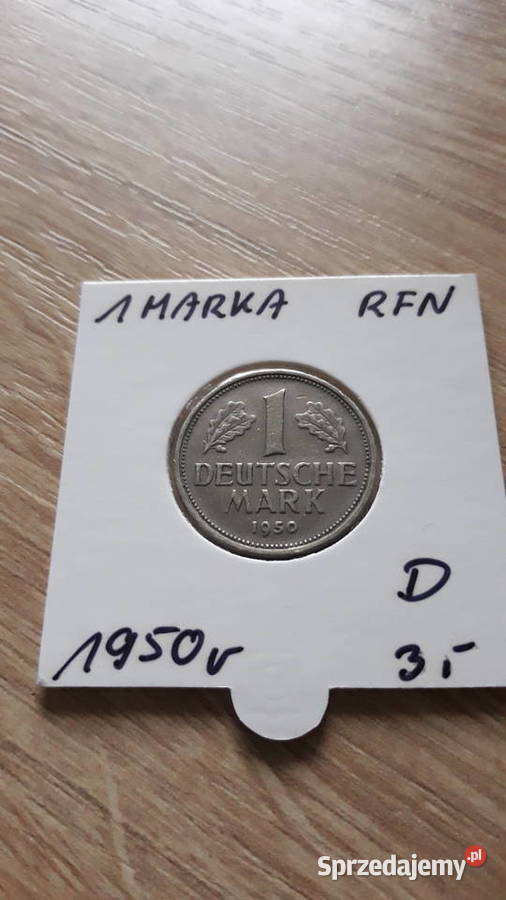 1 MARKA RFN
1
DEUTSCHE
MARK
1950
D
1950r
3,-
Sprzedajemy.pl